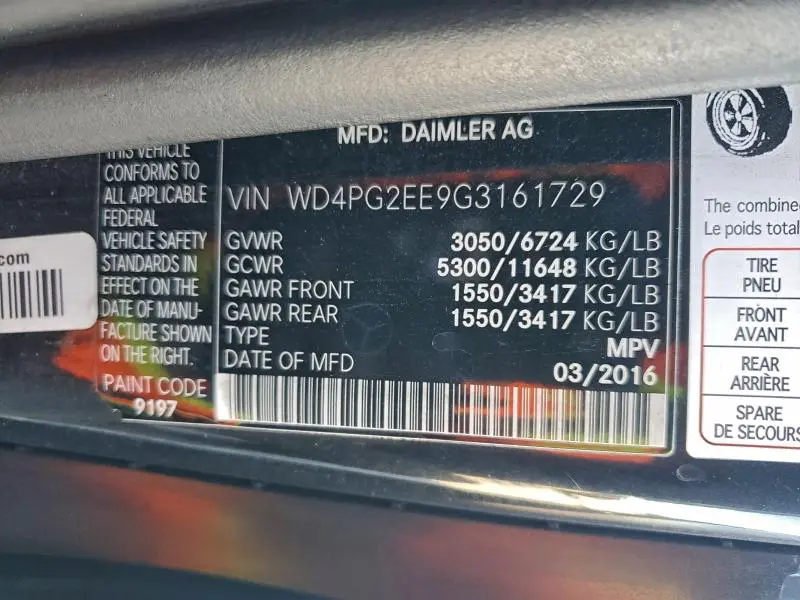 MFD: DAIMLER AG
THIS VEHICLE
CONFORMS TO
ALL APPLICABLE
FEDERAL
VEHICLE SAFETY
STANDARDS IN
EFFECT ON THE
DATE OF MANU-
FACTURE SHOWN
ON THE RIGHT.
PAINT CODE
9197
VIN WD4PG2EE9G3161729
GVWR 3050/6724 KG/LB
GCWR 5300/11648 KG/LB
GAWR FRONT 1550/3417 KG/LB
GAWR REAR 1550/3417 KG/LB
TYPE MPV
DATE OF MFD 03/2016
.com
The combined
Le poids total
TIRE
PNEU
FRONT
AVANT
REAR
ARRIÈRE
SPARE
DE SECOURS